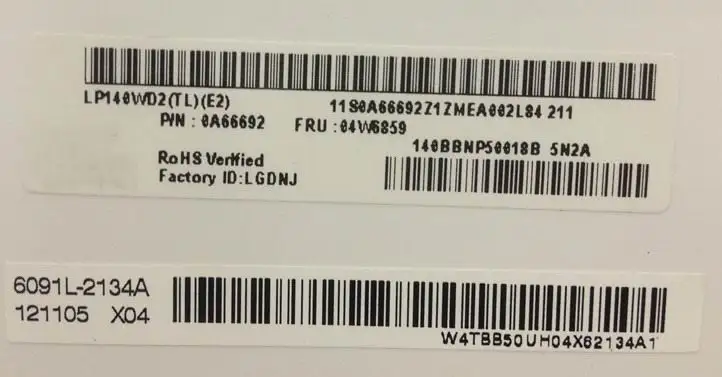 LP140WD2(TL)(E2) 11S0A66692Z1ZMEA002L84 211
P/N : 0A66692 FRU : 04W6859
140BBNP50018B 5N2A
RoHS Verified
Factory ID:LGDNJ
6091L-2134A
121105 X04
W4TBB50UH04X62134A1